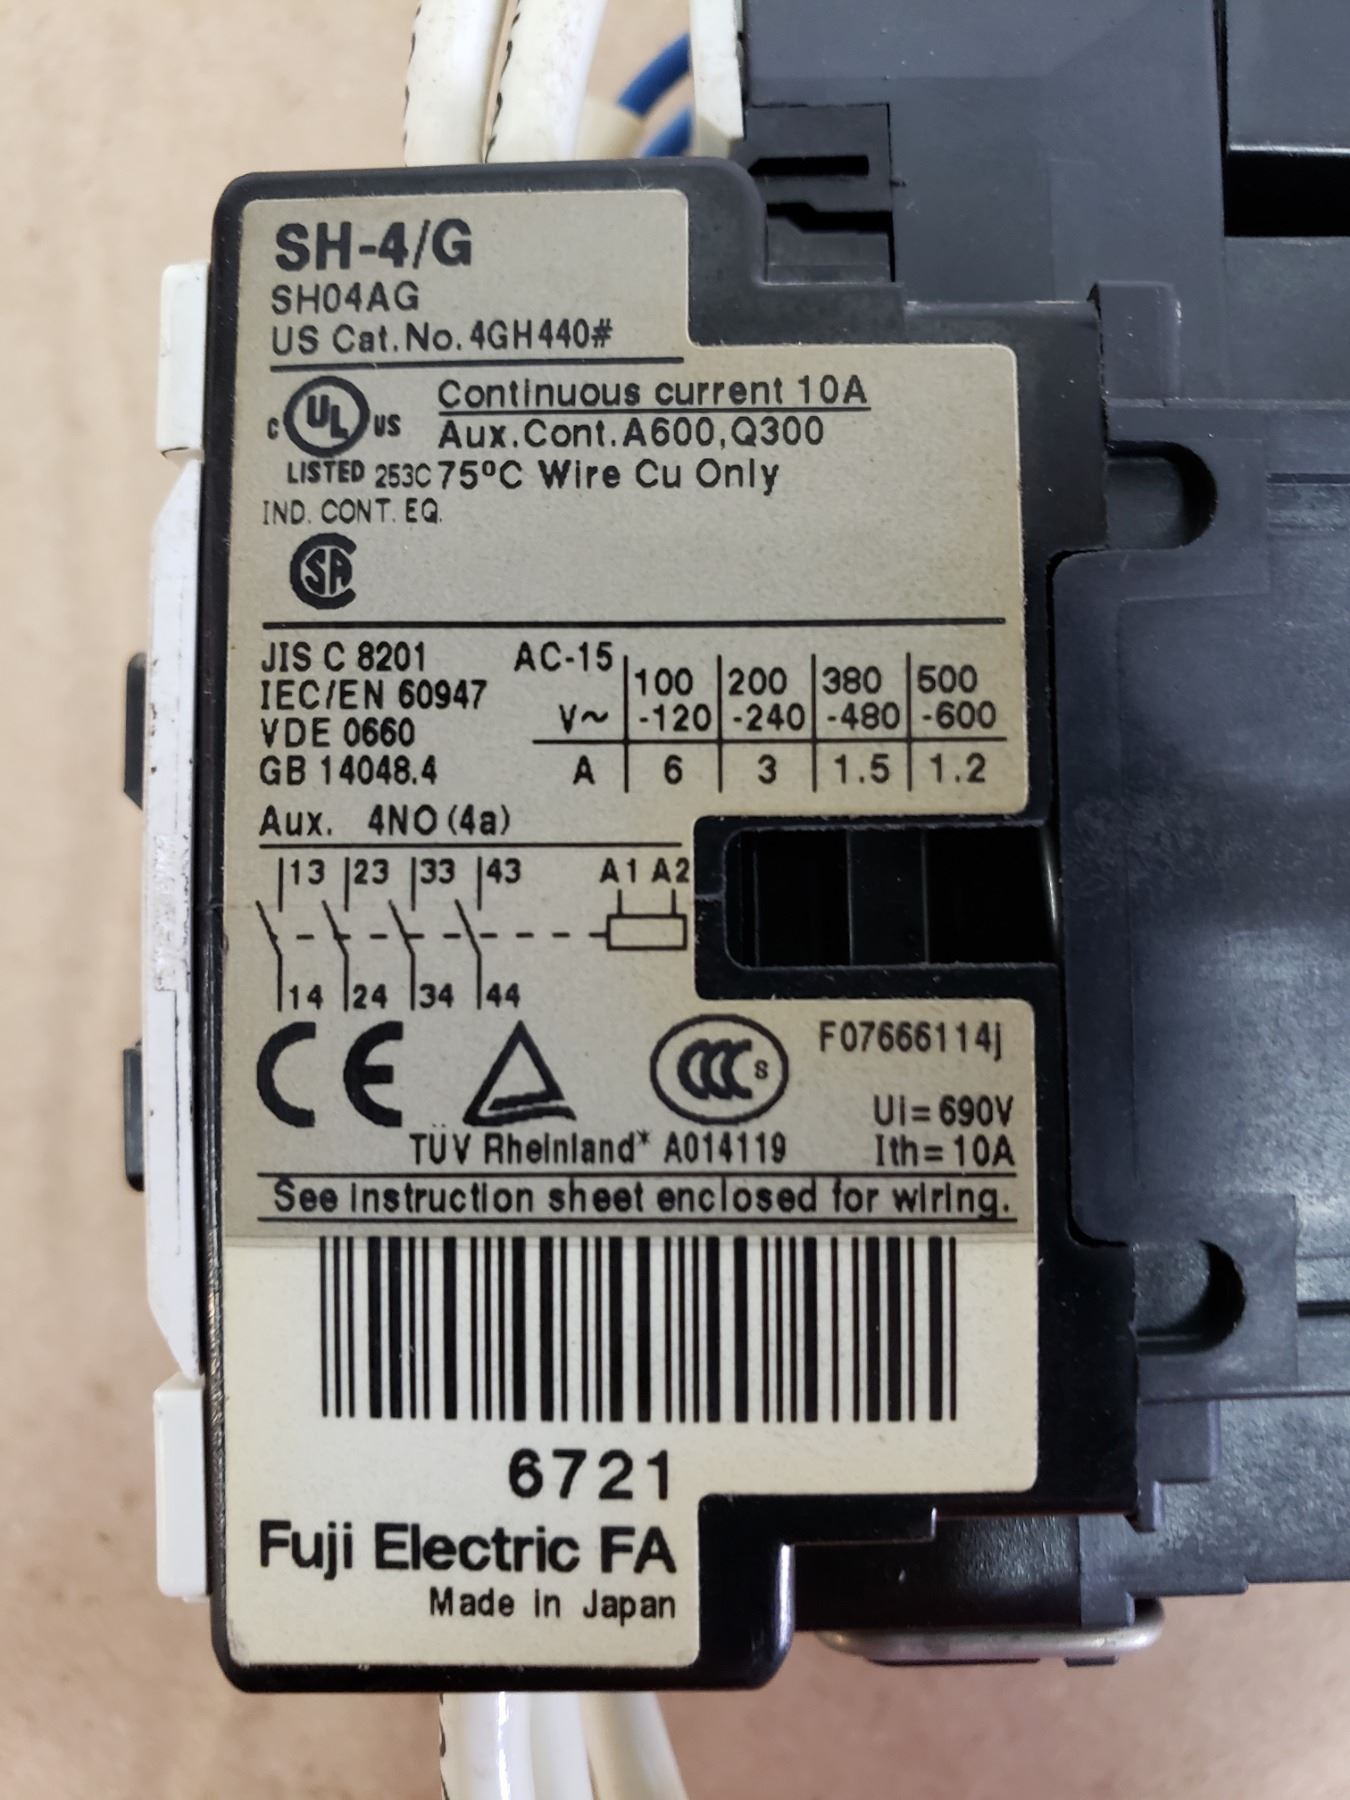 SH-4/G
SH04AG
US Cat.No.4GH440#
C UL US
Continuous current 10A
Aux.Cont.A600,Q300
LISTED 253C 75°C Wire Cu Only
IND. CONT. EQ.
SA
JIS C 8201
IEC/EN 60947
VDE 0660
GB 14048.4
AC-15
V~ 100-120 200-240 380-480 500-600
A 6 3 1.5 1.2
Aux. 4NO (4a)
13 23 33 43 A1 A2
14 24 34 44
CE
CCC S
F07666114j
Ui=690V
TÜV Rheinland* A014119
Ith=10A
See instruction sheet enclosed for wiring.
6721
Fuji Electric FA
Made in Japan